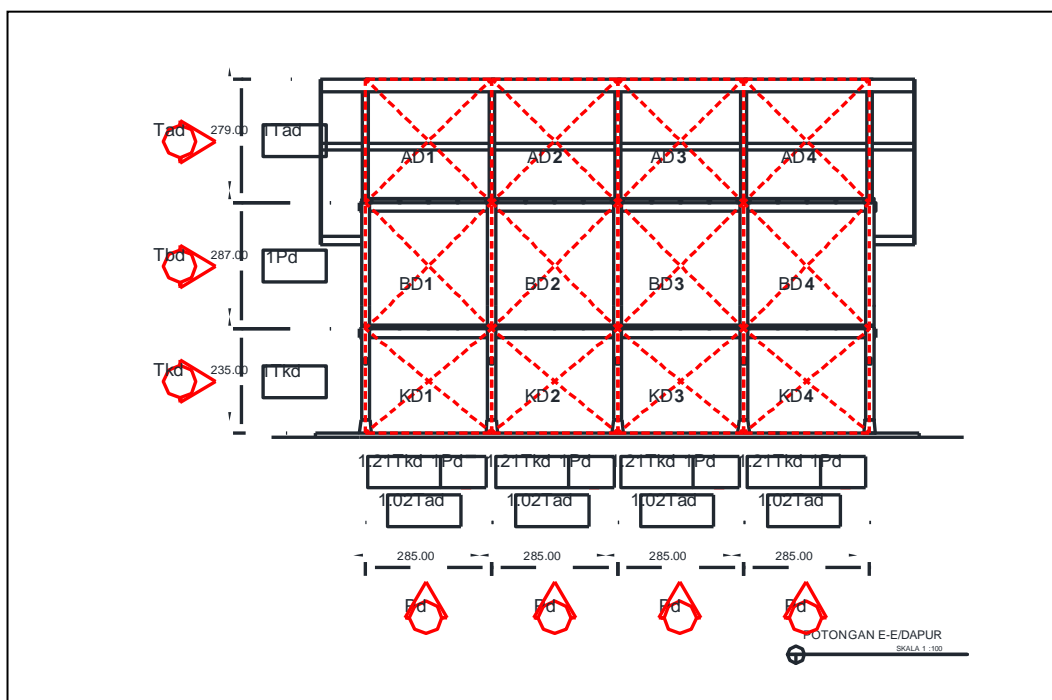 Tad 279.00 1Tad
AD1 AD2 AD3 AD4
Tbd 287.00 1Pd
BD1 BD2 BD3 BD4
Tkd 235.00 1Tkd
KD1 KD2 KD3 KD4
1.21Tkd 1Pd 1.21Tkd 1Pd 1.21Tkd 1Pd 1.21Tkd 1Pd
1.02Tad 1.02Tad 1.02Tad 1.02Tad
285.00 285.00 285.00 285.00
Pd Pd Pd Pd
POTONGAN E-E/DAPUR
SKALA 1 :100